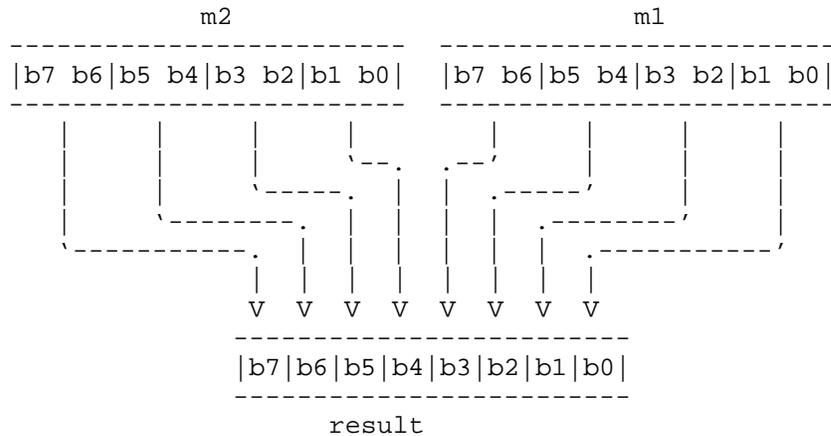 m2 m1
|b7 b6|b5 b4|b3 b2|b1 b0| |b7 b6|b5 b4|b3 b2|b1 b0|
V V V V V V V V
|b7|b6|b5|b4|b3|b2|b1|b0|
result